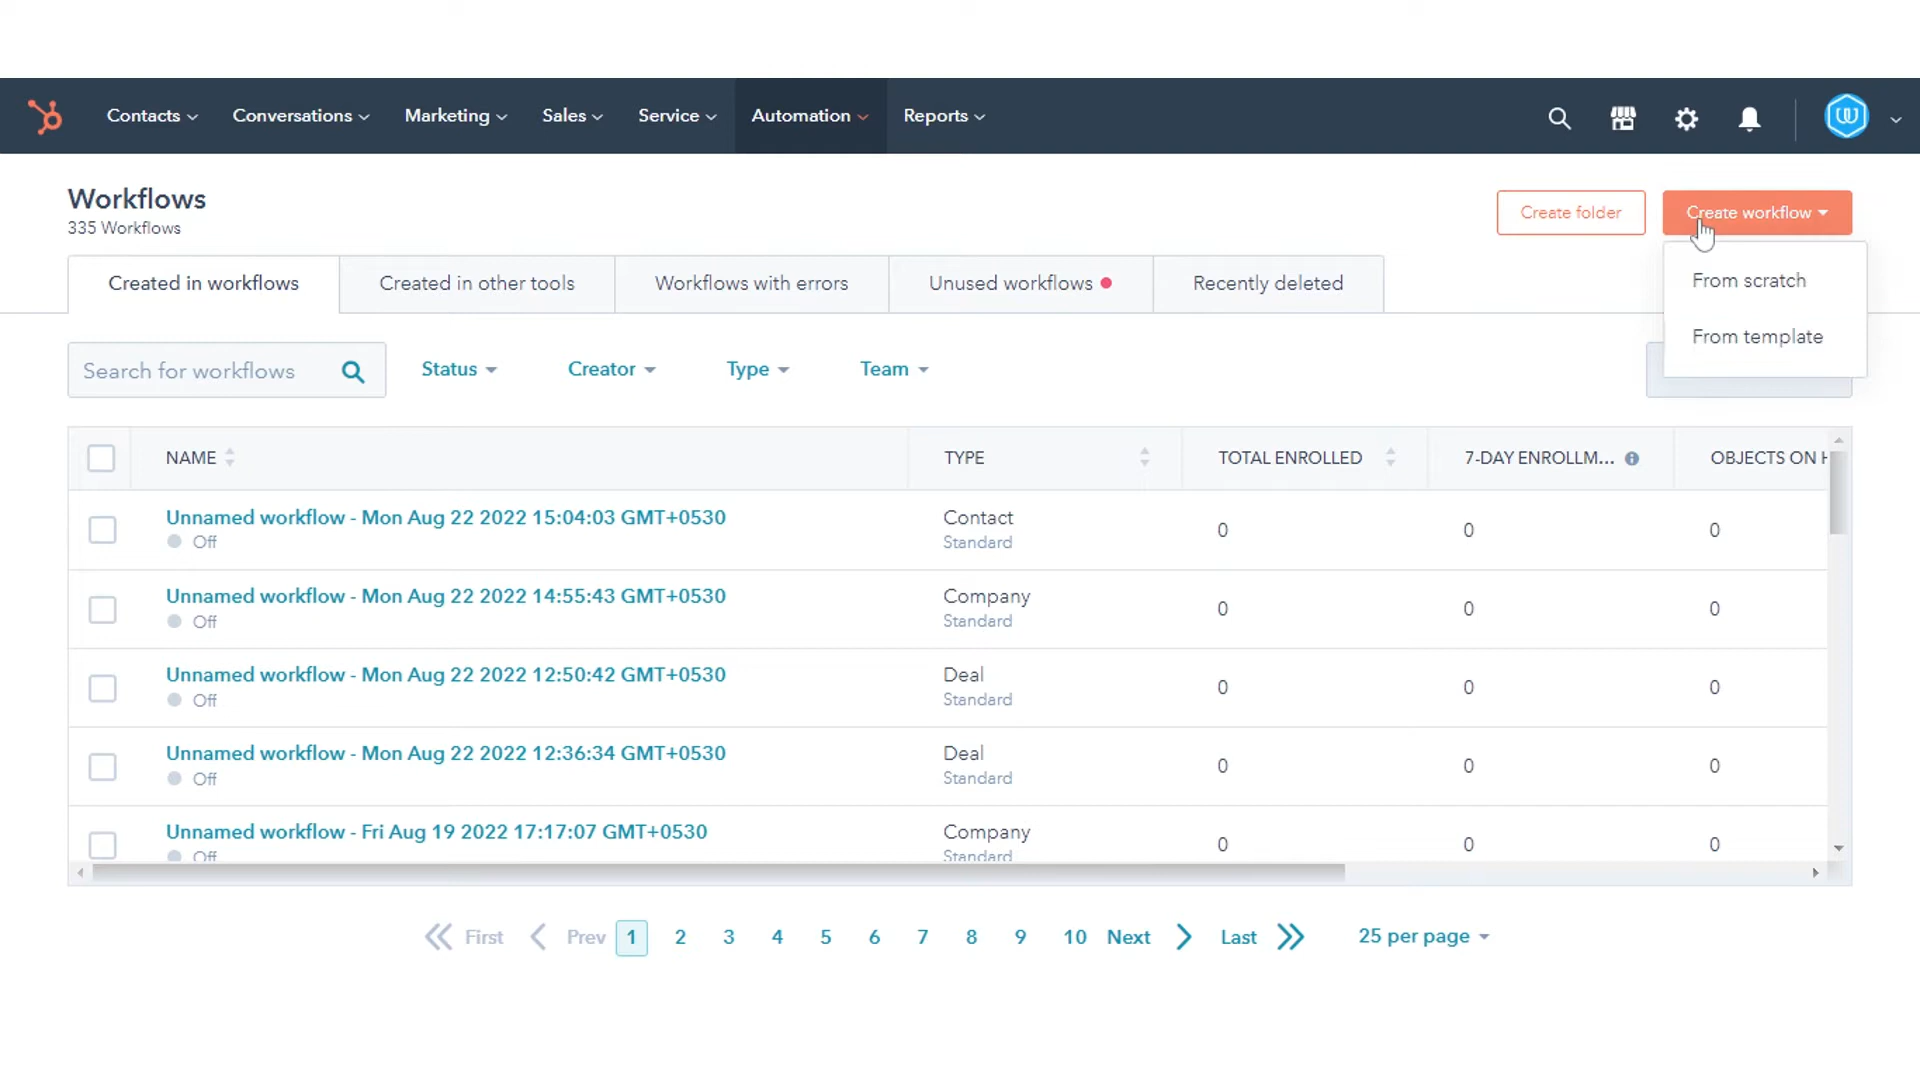 Contacts Conversations Marketing Sales Service Automation Reports
Workflows
335 Workflows
Create folder
Create workflow
From scratch
From template
Created in workflows
Created in other tools
Workflows with errors
Unused workflows
Recently deleted
Search for workflows
Status
Creator
Type
Team
NAME TYPE TOTAL ENROLLED 7-DAY ENROLLM... OBJECTS ON
Unnamed workflow - Mon Aug 22 2022 15:04:03 GMT+0530 Contact 0 0 0
Off Standard
Unnamed workflow - Mon Aug 22 2022 14:55:43 GMT+0530 Company 0 0 0
Off Standard
Unnamed workflow - Mon Aug 22 2022 12:50:42 GMT+0530 Deal 0 0 0
Off Standard
Unnamed workflow - Mon Aug 22 2022 12:36:34 GMT+0530 Deal 0 0 0
Off Standard
Unnamed workflow - Fri Aug 19 2022 17:17:07 GMT+0530 Company 0 0 0
Off Standard
First Prev 1 2 3 4 5 6 7 8 9 10 Next Last 25 per page